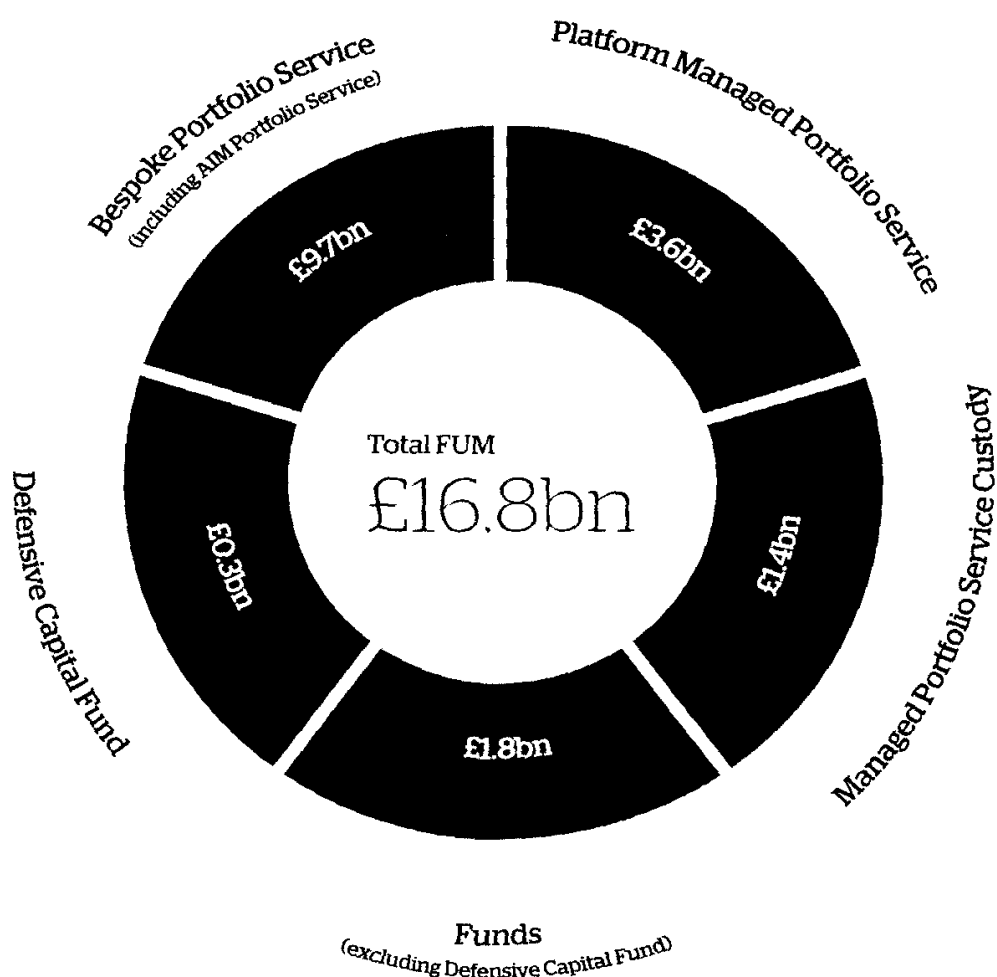 Bespoke Portfolio Service
(including AIM Portfolio Service)
£9.7bn
Platform Managed Portfolio Service
£3.6bn
Managed Portfolio Service Custody
£1.4bn
Funds
(excluding Defensive Capital Fund)
£1.8bn
Defensive Capital Fund
£0.3bn
Total FUM
£16.8bn